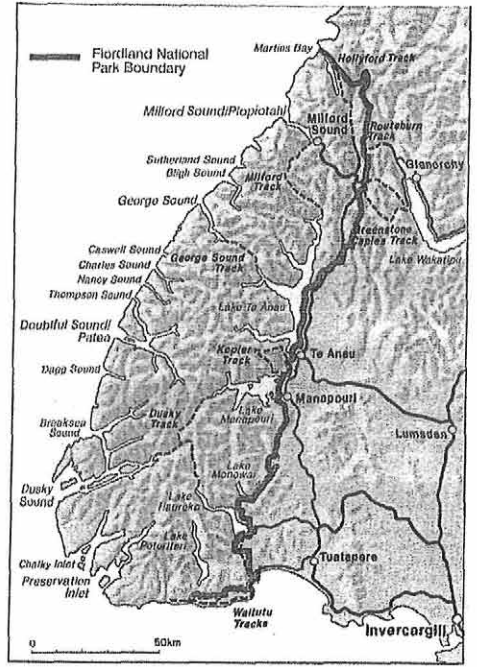 Fiordland National
Park Boundary
Martins Bay
Hollyford Track
Milford Sound/Piopiotahi
Milford
Sound
Routeburn
Track
Glenorchy
Sutherland Sound
Bligh Sound
Milford
Track
George Sound
Greenstone
Caples Track
Caswell Sound
George Sound
Track
Lake Wakatipu
Charles Sound
Nancy Sound
Thompson Sound
Lake Te Anau
Doubtful Sound/
Patea
Kepler
Track
Te Anau
Dagg Sound
Manapouri
Lake
Manapouri
Dusky
Track
Breaksea
Sound
Lumsden
Lake
Monowai
Dusky
Sound
Lake
Hauroko
Lake
Poteriteri
Chalky Inlet
Preservation
Inlet
Tuatapere
Waitutu
Tracks
Invercargill
0
50km